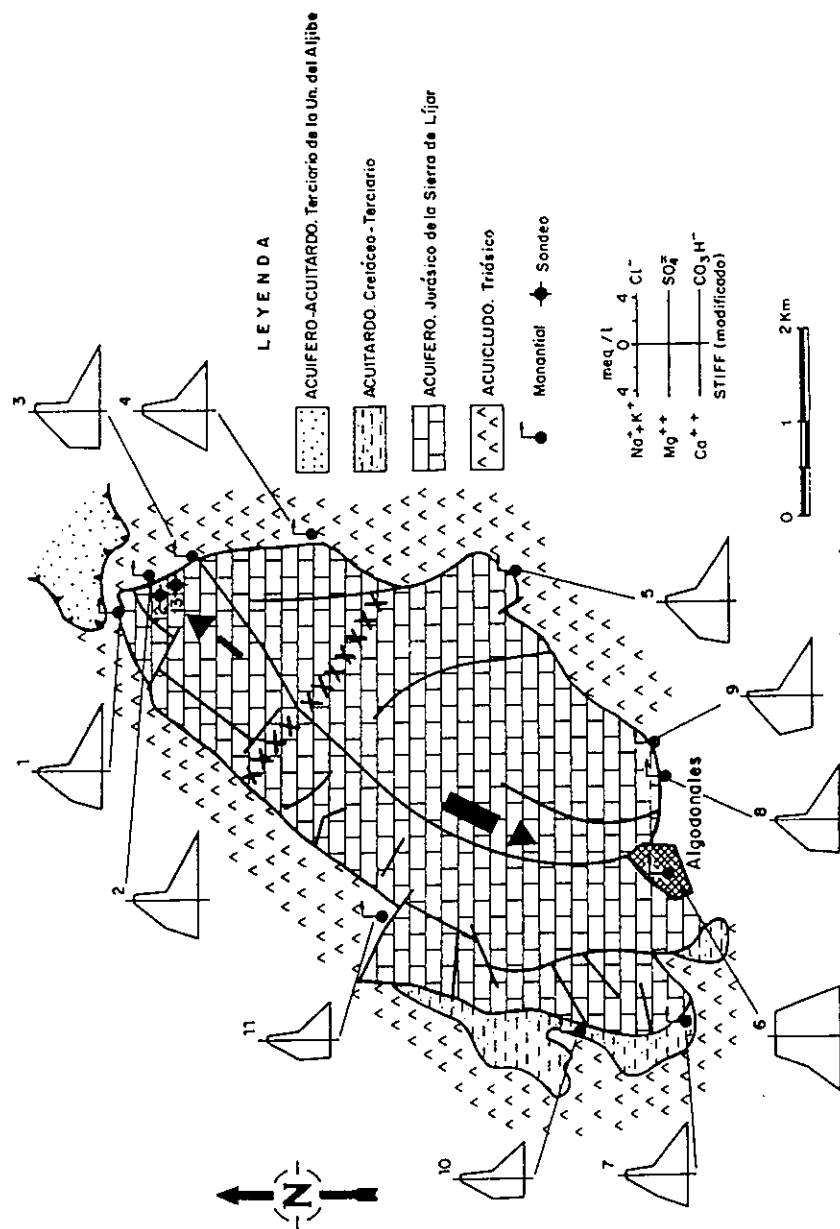 LEYENDA
ACUIFERO-ACUITARDO. Terciario de la Un. del Aljibe
ACUITARDO. Cretáceo-Terciario
ACUIFERO. Jurásico de la Sierra de Líjar
ACUICLUDO. Triásico
Manantial
Sondeo
meq/l
4 0 4
Na⁺+K⁺ Cl⁻
Mg⁺⁺ SO₄⁼
Ca⁺⁺ CO₃H⁻
STIFF (modificado)
0 1 2 Km
N
Algodonales
1
2
3
4
5
6
7
8
9
10
11
12
13